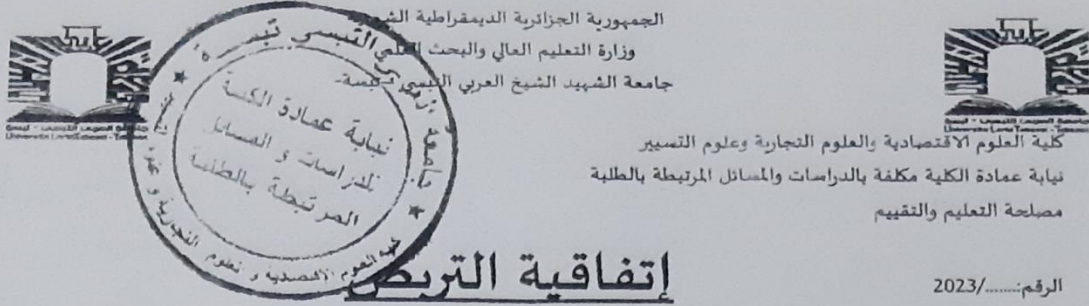 الجمهورية الجزائرية الديمقراطية
وزارة التعليم العالي والبحث العلمي
جامعة الشهيد الشيخ العربي التبسي -تبسة-
كلية العلوم الاقتصادية والعلوم التجارية وعلوم التسيير
نيابة عمادة الكلية مكلفة بالدراسات والمسائل المرتبطة بالطلبة
مصلحة التعليم والتقييم
الرقم:....../2023
إتفاقية التربص
نيابة عمادة الكلية
للدراسات و المسائل
المرتبطة بالطلبة